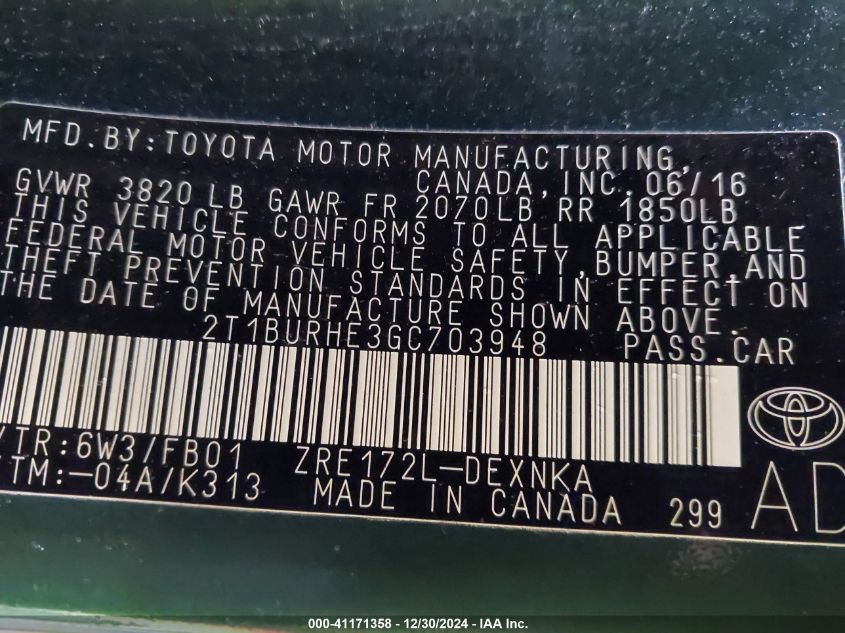 MFD.BY:TOYOTA MOTOR MANUFACTURING,
CANADA,INC. 06/16
GVWR 3820 LB GAWR FR 2070LB RR 1850LB
THIS VEHICLE CONFORMS TO ALL APPLICABLE
FEDERAL MOTOR VEHICLE SAFETY,BUMPER,AND
THEFT PREVENTION STANDARDS IN EFFECT ON
THE DATE OF MANUFACTURE SHOWN ABOVE.
2T1BURHE3GC703948 PASS.CAR
/TR:6W3/FB01 ZRE172L-DEXNKA
TM:-04A/K313 MADE IN CANADA 299 AD
000-41171358 - 12/30/2024 - IAA Inc.